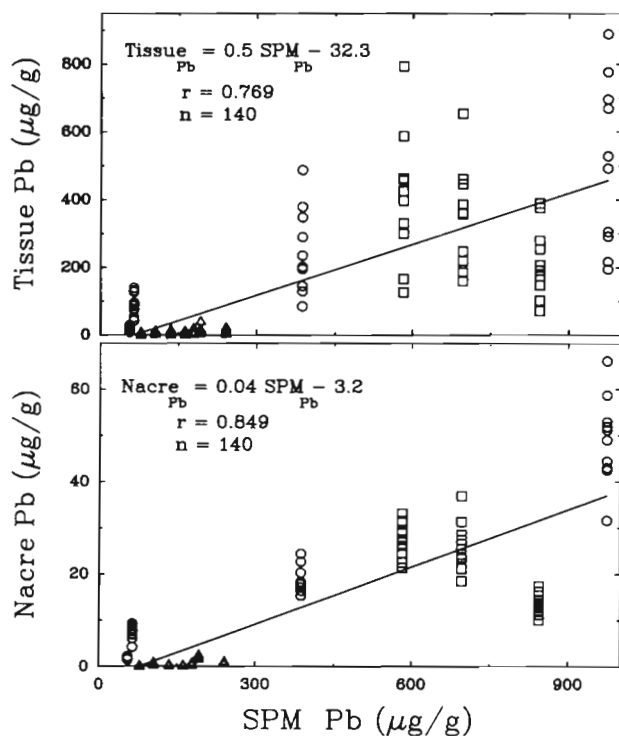 Tissue Pb (μg/g)
800
600
400
200
0
Tissue = 0.5 SPM − 32.3
Pb Pb
r = 0.769
n = 140
Nacre Pb (μg/g)
60
40
20
0
Nacre = 0.04 SPM − 3.2
Pb Pb
r = 0.849
n = 140
0 300 600 900
SPM Pb (μg/g)